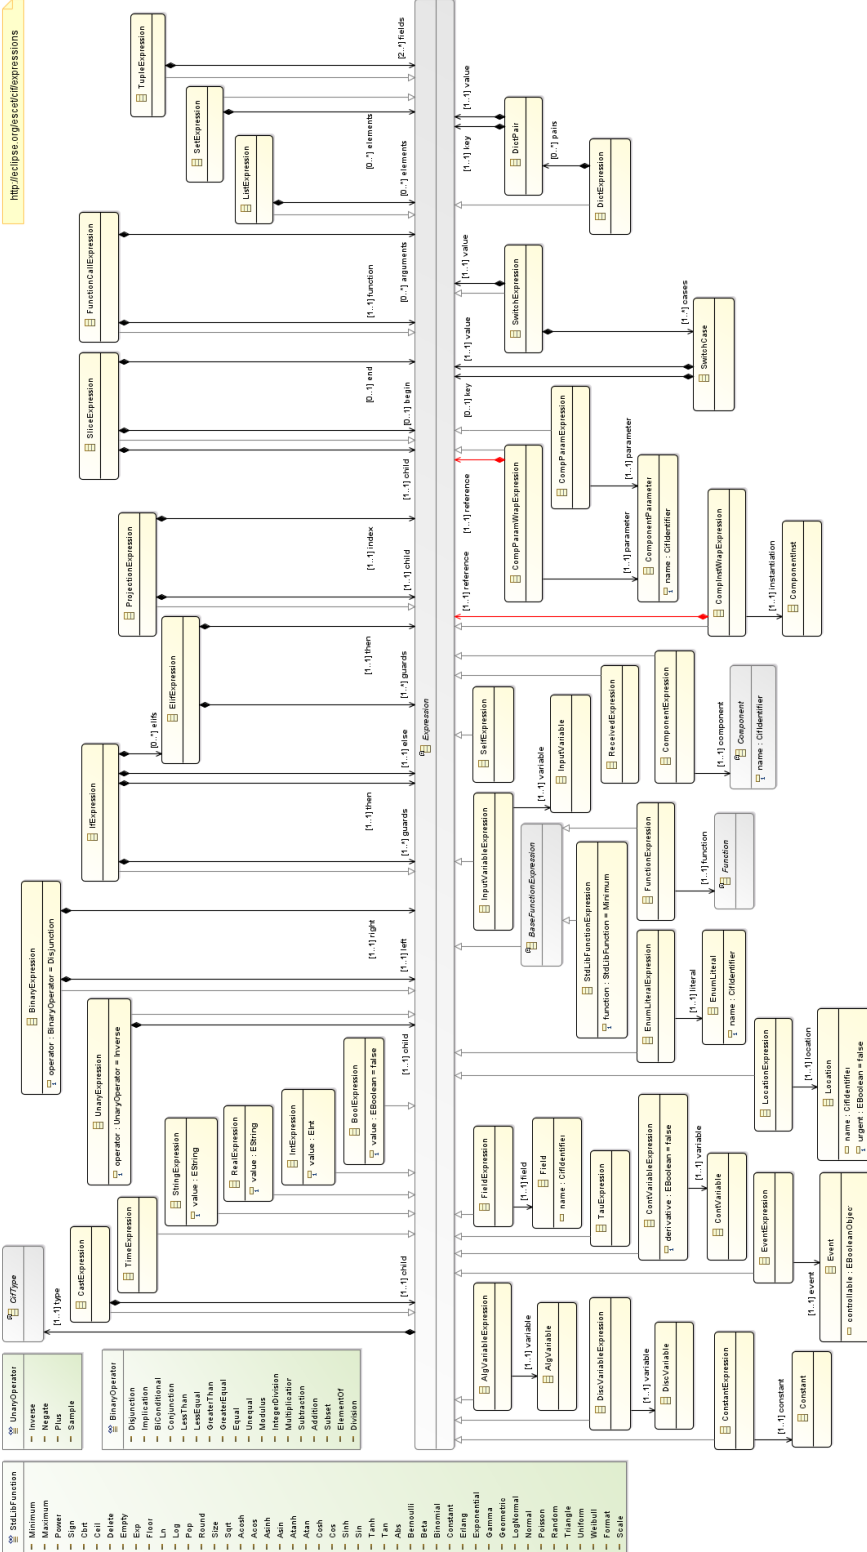 http://eclipse.org/escet/cif/expressions
TupleExpression
[2..*] fields
SetExpression
[0..*] elements
ListExpression
[0..*] elements
FunctionCallExpression
[1..1] function
[0..*] arguments
SliceExpression
[0..1] end
[0..1] begin
[1..1] child
ProjectionExpression
[1..1] index
[1..1] child
ElifExpression
[1..1] then
[1..*] guards
IfExpression
[0..*] elifs
[1..1] else
[1..1] then
[1..*] guards
BinaryExpression
operator : BinaryOperator = Disjunction
[1..1] right
[1..1] left
UnaryExpression
operator : UnaryOperator = Inverse
[1..1] child
BoolExpression
value : EBoolean = false
IntExpression
value : EInt
RealExpression
value : EString
StringExpression
value : EString
TimeExpression
CastExpression
[1..1] child
CifType
[1..1] type
Expression
DictPair
[1..1] value
[1..1] key
[0..*] pairs
DictExpression
SwitchExpression
[1..1] value
[1..*] cases
SwitchCase
[1..1] value
[0..1] key
CompParamExpression
[1..1] parameter
CompParamWrapExpression
[1..1] reference
[1..1] parameter
ComponentParameter
name : CifIdentifier
CompInstWrapExpression
[1..1] reference
[1..1] instantiation
ComponentInst
SelfExpression
InputVariable
ReceivedExpression
ComponentExpression
[1..1] component
Component
name : CifIdentifier
InputVariableExpression
[1..1] variable
BaseFunctionExpression
StdLibFunctionExpression
function : StdLibFunction = Minimum
FunctionExpression
[1..1] function
Function
EnumLiteralExpression
[1..1] literal
EnumLiteral
name : CifIdentifier
LocationExpression
[1..1] location
Location
name : CifIdentifier
urgent : EBoolean = false
FieldExpression
[1..1] field
Field
name : CifIdentifier
TauExpression
ContVariableExpression
derivative : EBoolean = false
[1..1] variable
ContVariable
EventExpression
[1..1] event
Event
controllable : EBooleanObjec
AlgVariableExpression
[1..1] variable
AlgVariable
DiscVariableExpression
[1..1] variable
DiscVariable
ConstantExpression
[1..1] constant
Constant
UnaryOperator
Inverse
Negate
Plus
Sample
BinaryOperator
Disjunction
Implication
BiConditional
Conjunction
LessThan
LessEqual
GreaterThan
GreaterEqual
Equal
Unequal
Modulus
IntegerDivision
Multiplication
Subtraction
Addition
Subset
ElementOf
Division
StdLibFunction
Minimum
Maximum
Power
Sign
Cbrt
Ceil
Delete
Empty
Exp
Floor
Ln
Log
Pop
Round
Size
Sqrt
Acosh
Acos
Asinh
Asin
Atanh
Atan
Cosh
Cos
Sinh
Sin
Tanh
Tan
Abs
Bernoulli
Beta
Binomial
Constant
Erlang
Exponential
Gamma
Geometric
LogNormal
Normal
Poisson
Random
Triangle
Uniform
Weibull
Format
Scale